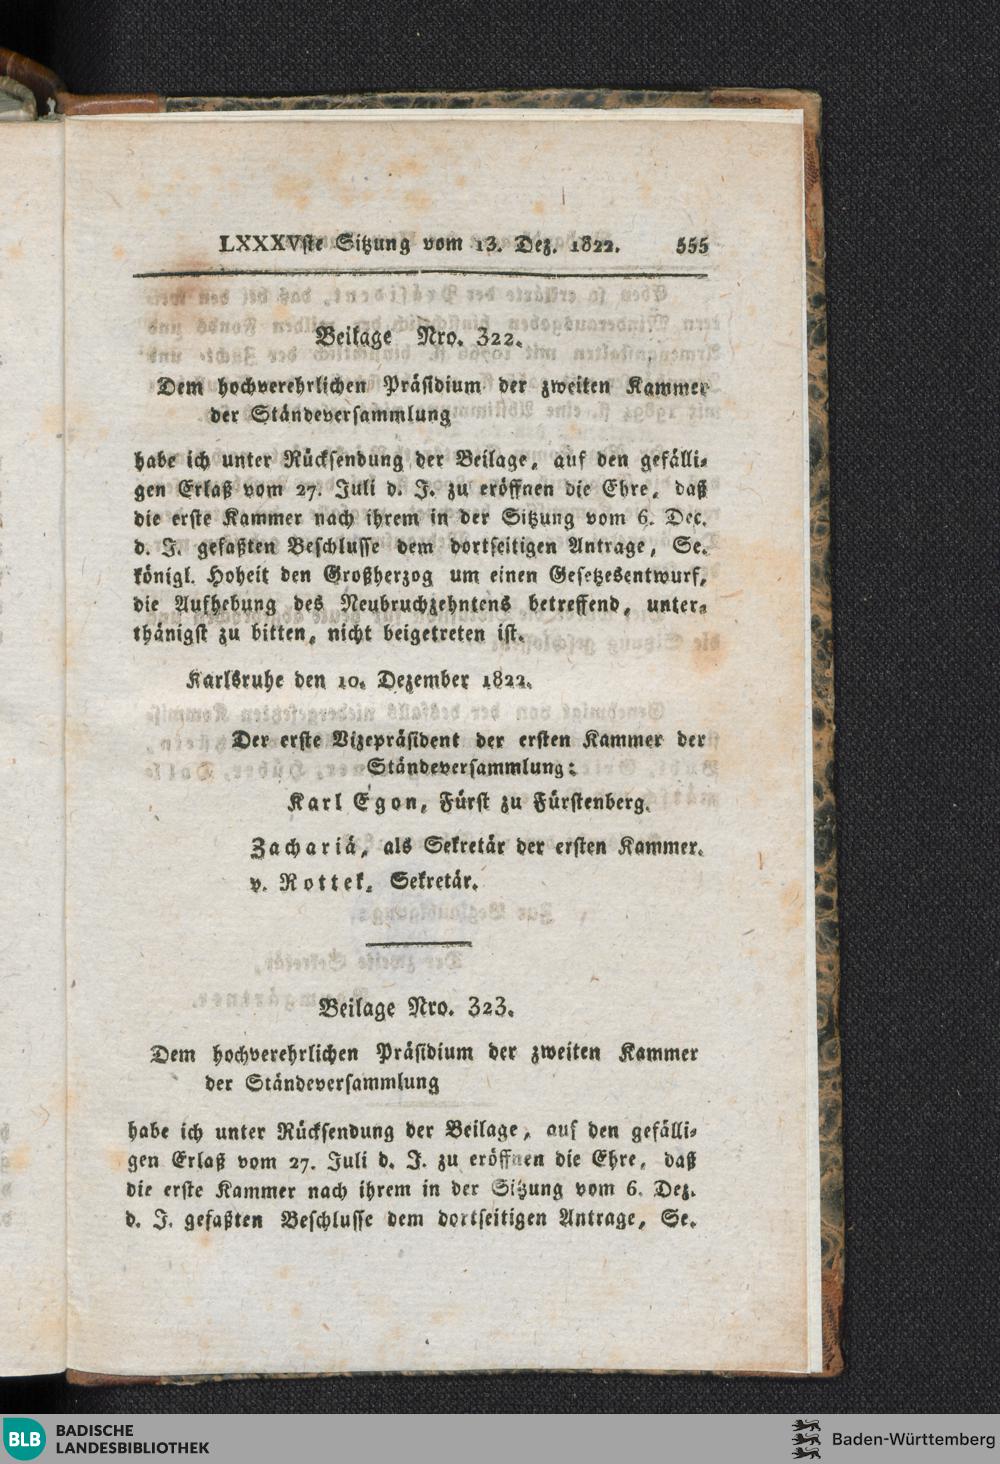 LXXXVste Sitzung vom 13. Dez. 1822. 555
Beilage Nro. 322.
Dem hochverehrlichen Präsidium der zweiten Kammer
der Ständeversammlung
habe ich unter Rücksendung der Beilage, auf den gefälli-
gen Erlaß vom 27. Juli d. J. zu eröffnen die Ehre, daß
die erste Kammer nach ihrem in der Sitzung vom 6. Dec.
d. J. gefaßten Beschlusse dem dortseitigen Antrage, Se.
königl. Hoheit den Großherzog um einen Gesetzesentwurf,
die Aufhebung des Neubruchzehntens betreffend, unter-
thänigst zu bitten, nicht beigetreten ist.
Karlsruhe den 10. Dezember 1822.
Der erste Vizepräsident der ersten Kammer der
Ständeversammlung:
Karl Egon, Fürst zu Fürstenberg.
Zachariä, als Sekretär der ersten Kammer.
v. Rottek, Sekretär.
Beilage Nro. 323.
Dem hochverehrlichen Präsidium der zweiten Kammer
der Ständeversammlung
habe ich unter Rücksendung der Beilage, auf den gefälli-
gen Erlaß vom 27. Juli d. J. zu eröffnen die Ehre, daß
die erste Kammer nach ihrem in der Sitzung vom 6. Dez.
d. J. gefaßten Beschlusse dem dortseitigen Antrage, Se.
BLB BADISCHE
LANDESBIBLIOTHEK
Baden-Württemberg